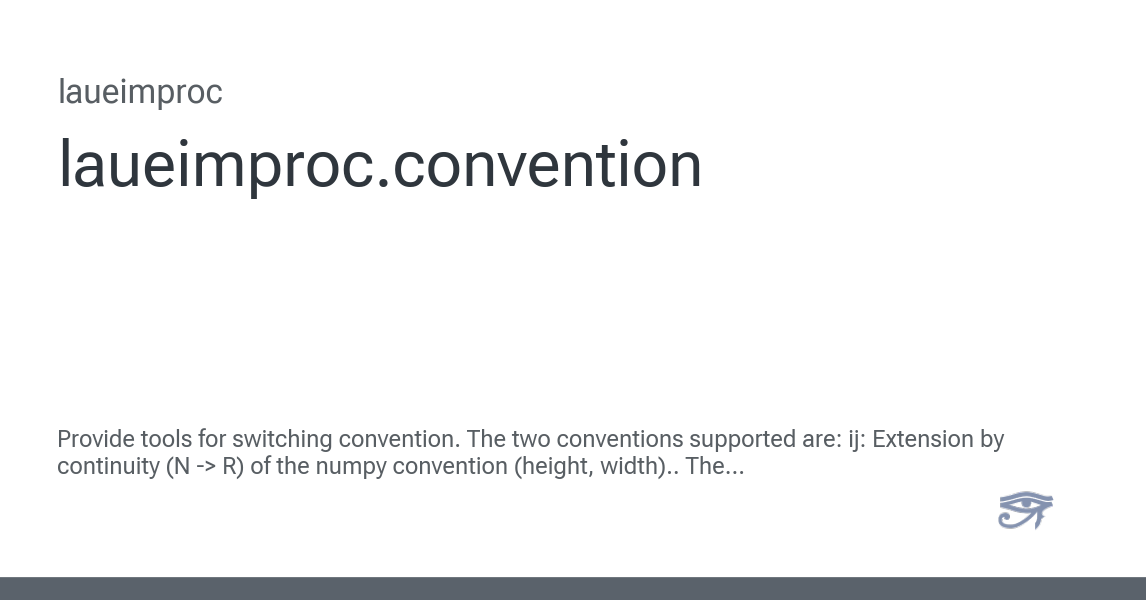 laueimproc
laueimproc.convention
Provide tools for switching convention. The two conventions supported are: ij: Extension by
continuity (N -> R) of the numpy convention (height, width).. The...